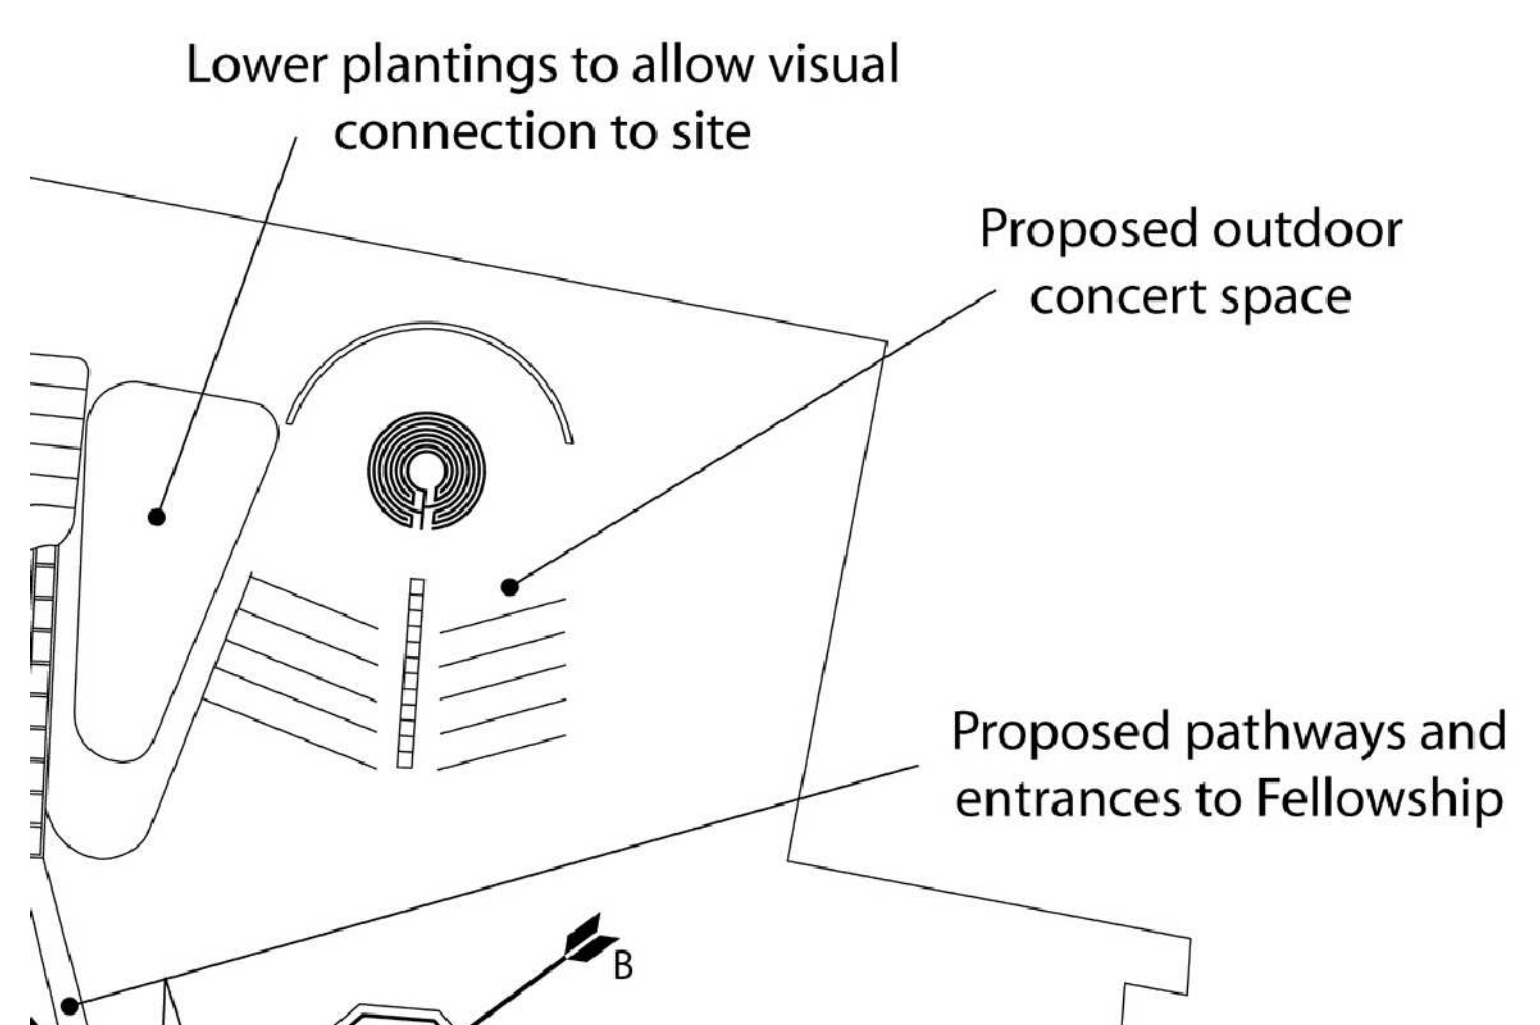 Lower plantings to allow visual
connection to site
Proposed outdoor
concert space
Proposed pathways and
entrances to Fellowship
B